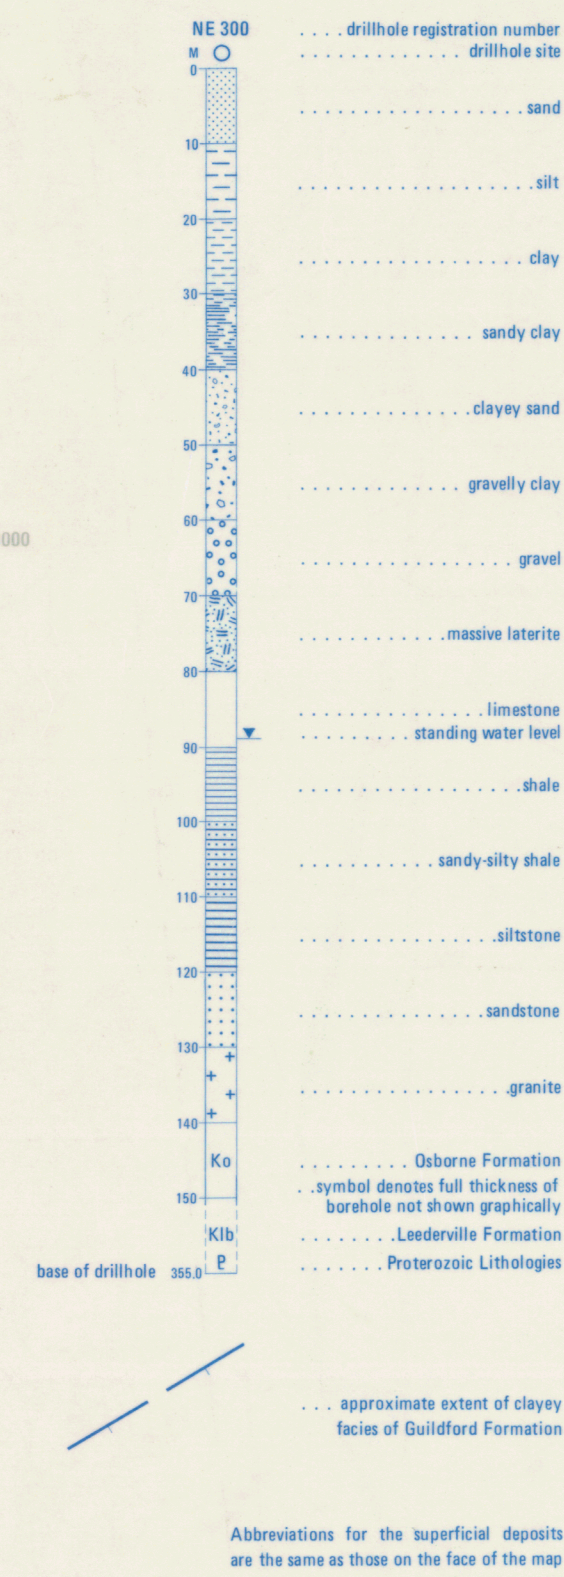 NE 300 . . . . drillhole registration number
M . . . . . . . . . . . . . drillhole site
0
. . . . . . . . . . . . . . . . . . sand
10
. . . . . . . . . . . . . . . . . . . silt
20
. . . . . . . . . . . . . . . . . . clay
30
. . . . . . . . . . . . . . sandy clay
40
. . . . . . . . . . . . . . clayey sand
50
. . . . . . . . . . . . . gravelly clay
60
000
. . . . . . . . . . . . . . . . . gravel
70
. . . . . . . . . . . . massive laterite
80
. . . . . . . . . . . . . . . limestone
. . . . . . . . . standing water level
90
. . . . . . . . . . . . . . . . . . shale
100
. . . . . . . . . . . sandy-silty shale
110
. . . . . . . . . . . . . . . . siltstone
120
. . . . . . . . . . . . . . . sandstone
130
. . . . . . . . . . . . . . . . . granite
140
Ko . . . . . . . . . Osborne Formation
. . symbol denotes full thickness of
150 borehole not shown graphically
Klb . . . . . . . . Leederville Formation
P . . . . . . . Proterozoic Lithologies
base of drillhole 355.0
. . . approximate extent of clayey
facies of Guildford Formation
Abbreviations for the superficial deposits
are the same as those on the face of the map